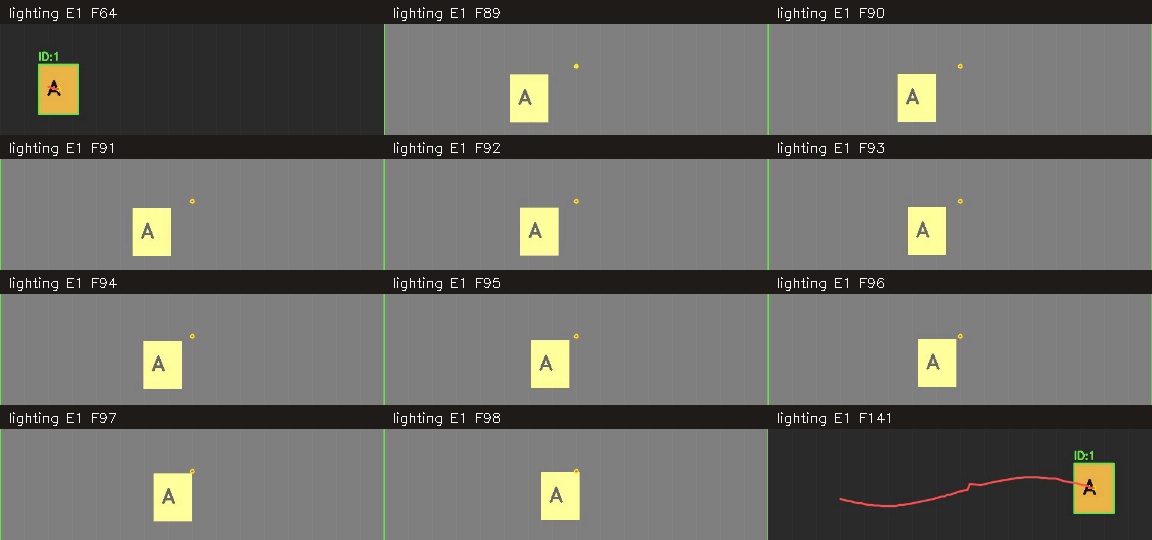 lighting E1 F64
lighting E1 F89
lighting E1 F90
ID:1
A
A
A
lighting E1 F91
lighting E1 F92
lighting E1 F93
A
A
A
lighting E1 F94
lighting E1 F95
lighting E1 F96
A
A
A
lighting E1 F97
lighting E1 F98
lighting E1 F141
ID:1
A
A
A